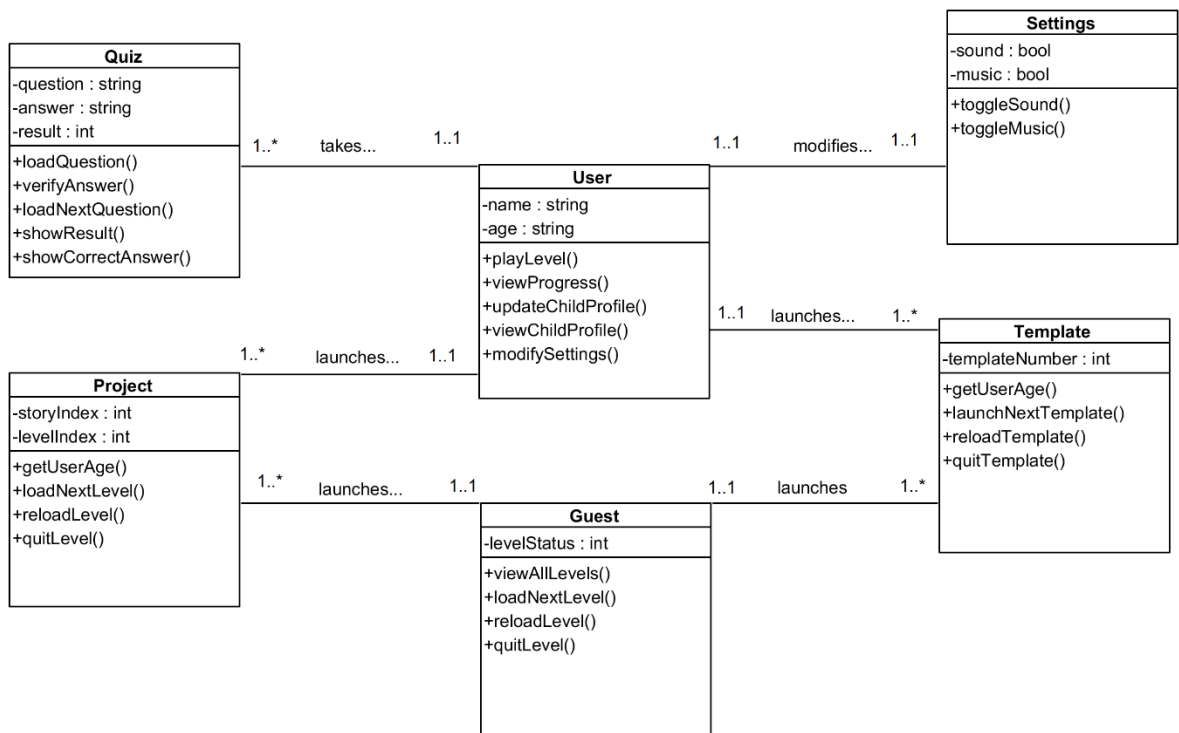 Quiz
-question : string
-answer : string
-result : int
+loadQuestion()
+verifyAnswer()
+loadNextQuestion()
+showResult()
+showCorrectAnswer()
1..* takes... 1..1
User
-name : string
-age : string
+playLevel()
+viewProgress()
+updateChildProfile()
+viewChildProfile()
+modifySettings()
1..1 modifies... 1..1
Settings
-sound : bool
-music : bool
+toggleSound()
+toggleMusic()
1..1 launches... 1..*
Template
-templateNumber : int
+getUserAge()
+launchNextTemplate()
+reloadTemplate()
+quitTemplate()
1..* launches... 1..1
Project
-storyIndex : int
-levelIndex : int
+getUserAge()
+loadNextLevel()
+reloadLevel()
+quitLevel()
1..* launches... 1..1
Guest
-levelStatus : int
+viewAllLevels()
+loadNextLevel()
+reloadLevel()
+quitLevel()
1..1 launches 1..*